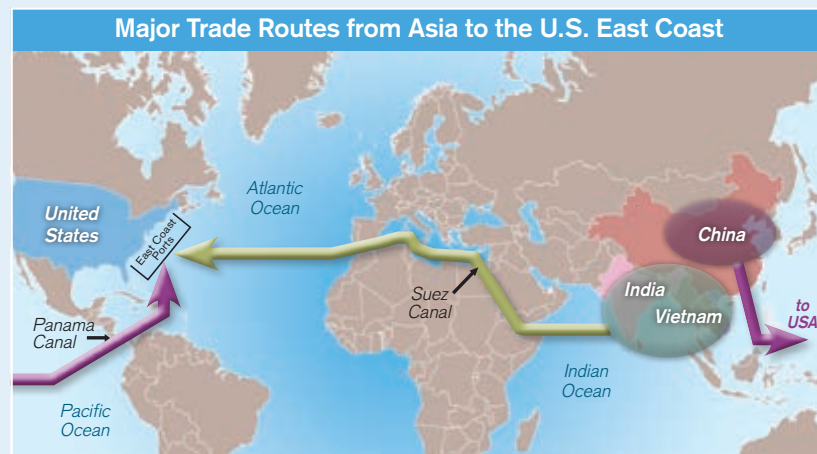 Major Trade Routes from Asia to the U.S. East Coast
United
States
East Coast
Ports
Atlantic
Ocean
China
India
Vietnam
to
USA
Suez
Canal
Panama
Canal
Indian
Ocean
Pacific
Ocean